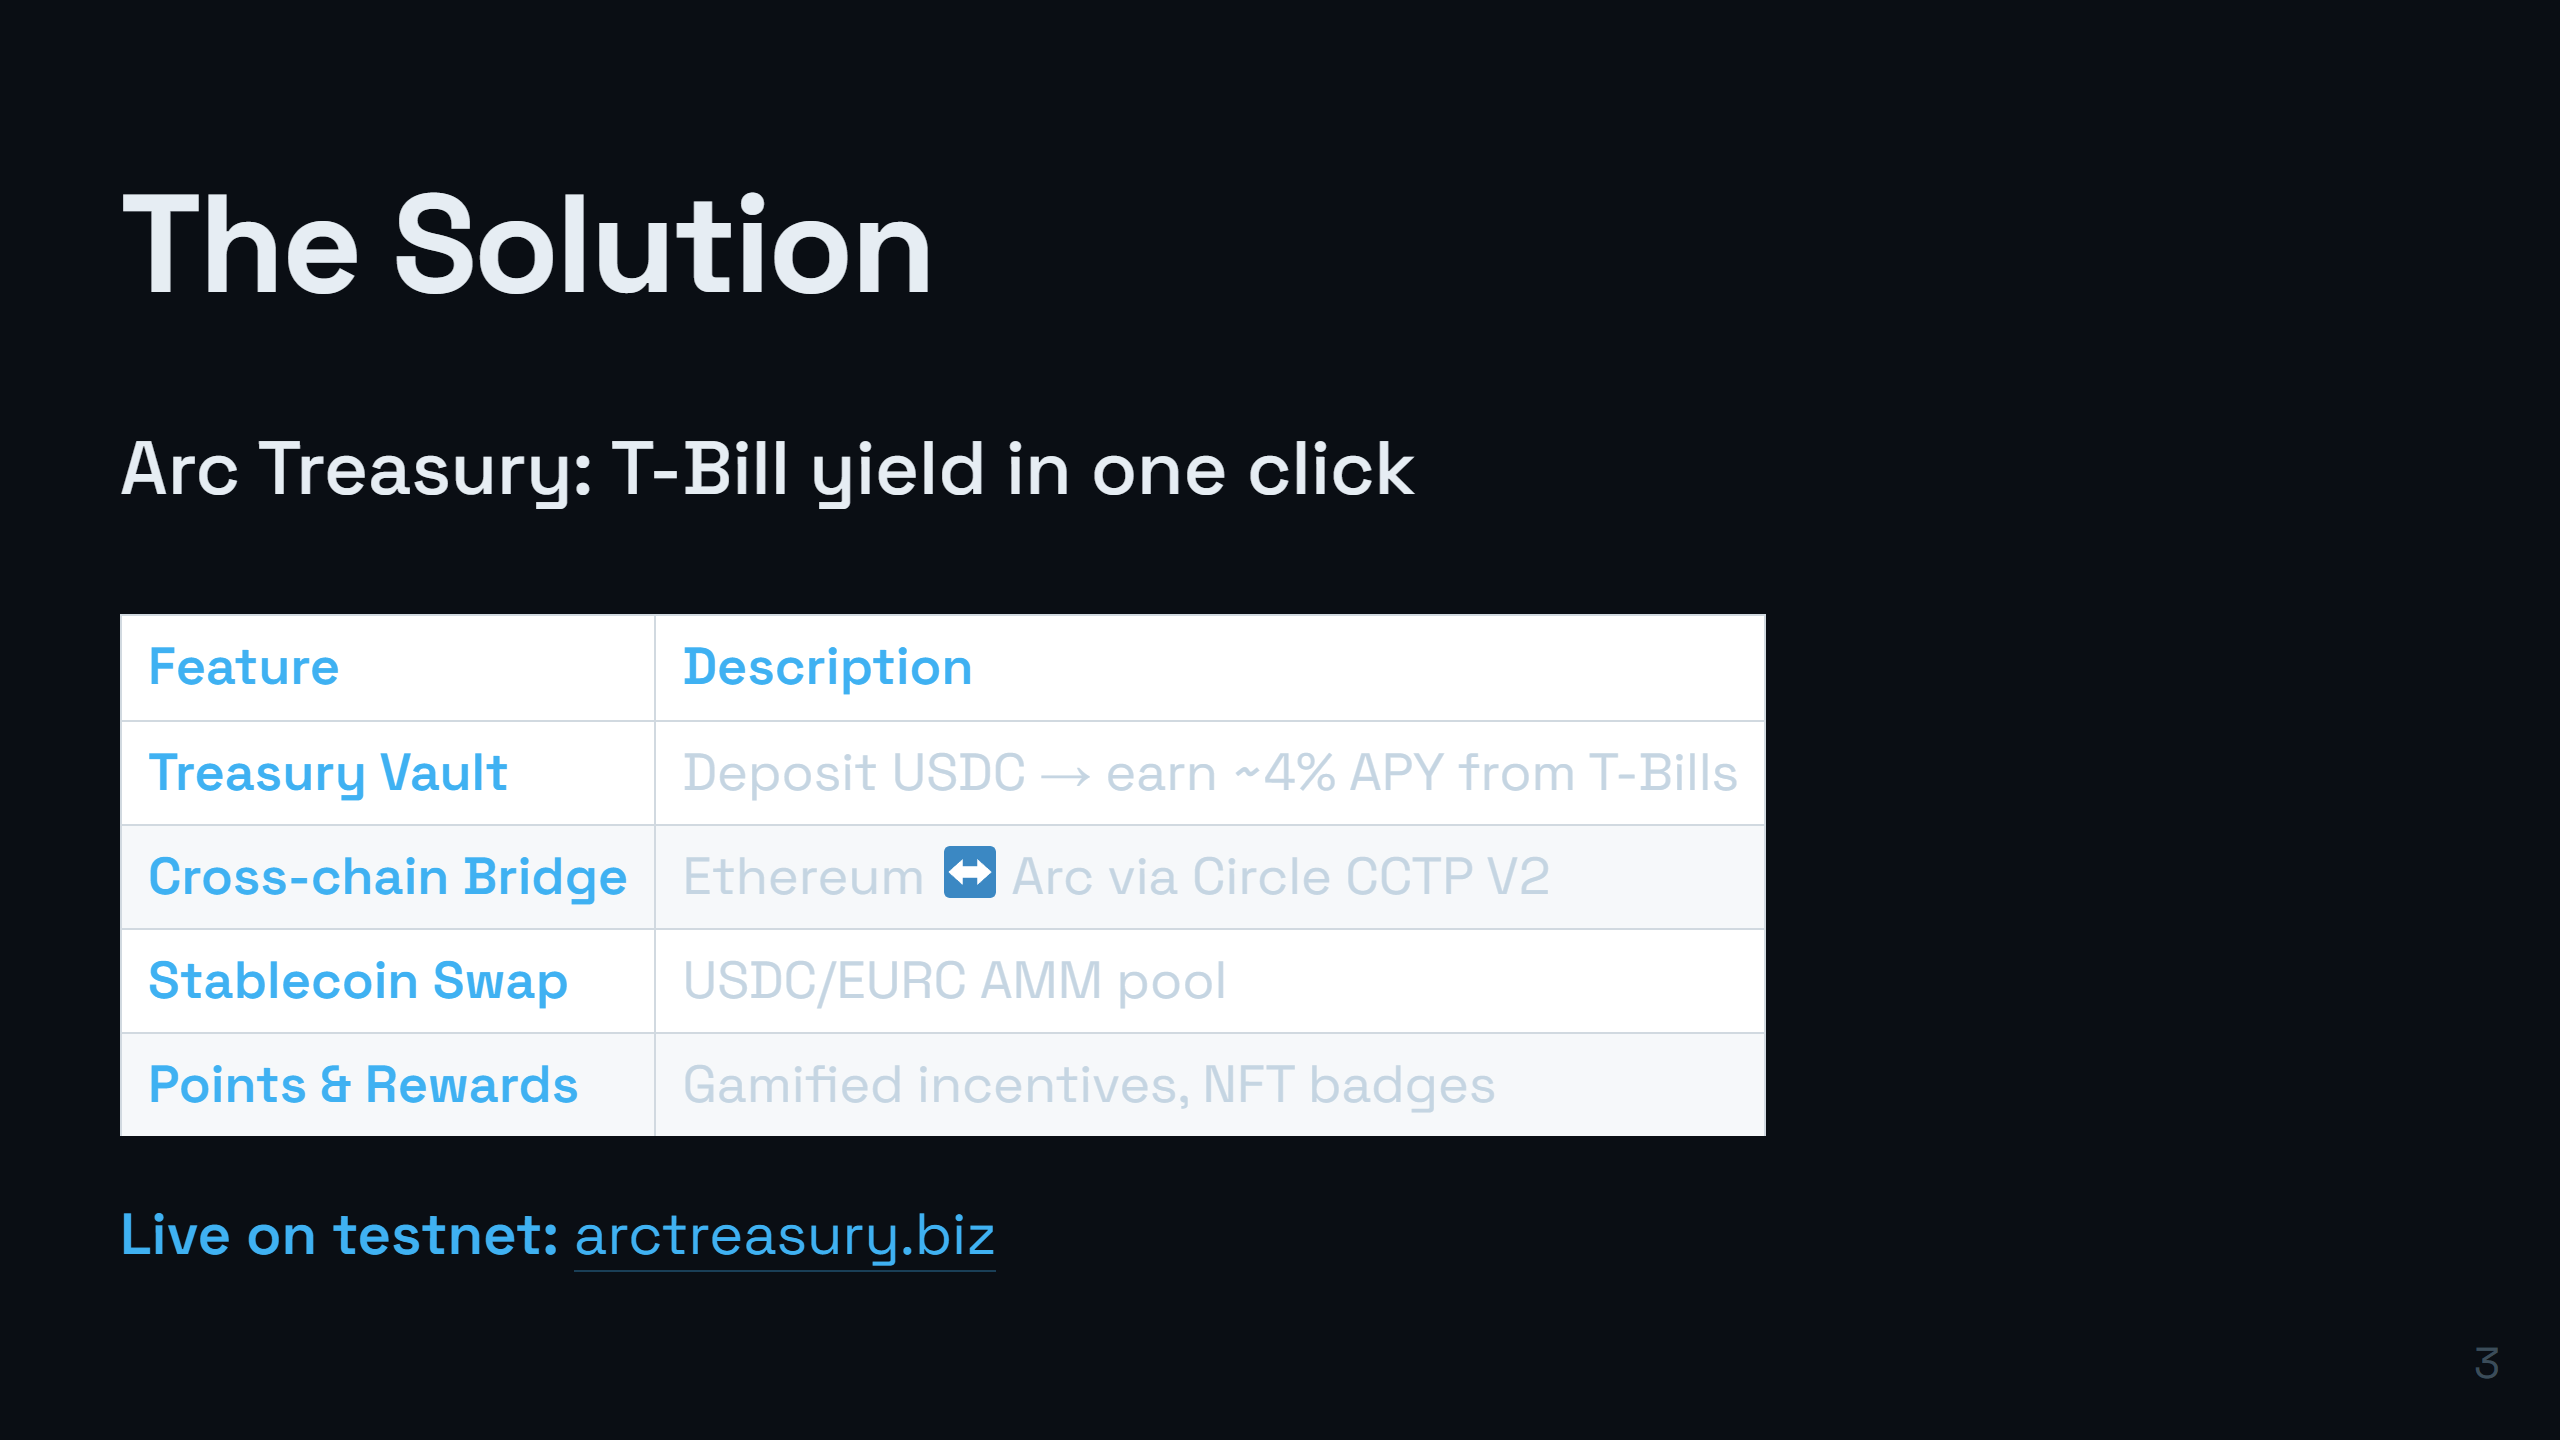 The Solution
Arc Treasury: T-Bill yield in one click
Feature Description
Treasury Vault Deposit USDC → earn ~4% APY from T-Bills
Cross-chain Bridge Ethereum ↔️ Arc via Circle CCTP V2
Stablecoin Swap USDC/EURC AMM pool
Points & Rewards Gamified incentives, NFT badges
Live on testnet: arctreasury.biz
3